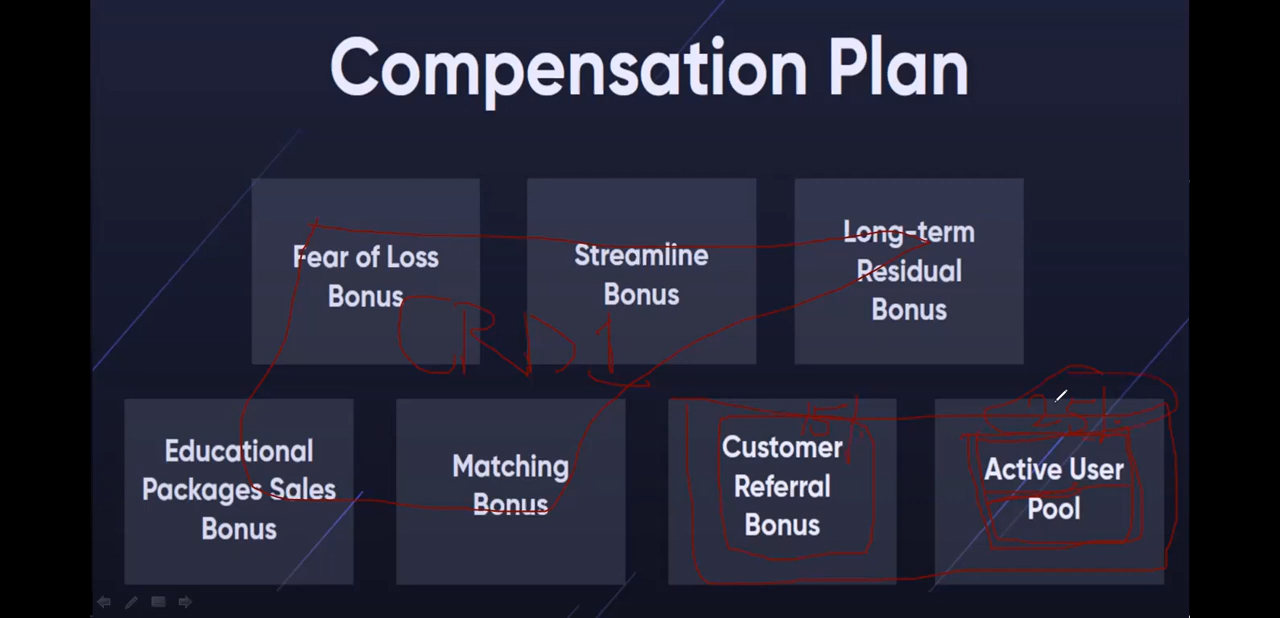 Compensation Plan
Fear of Loss
Bonus
Streamline
Bonus
Long-term
Residual
Bonus
Educational
Packages Sales
Bonus
Matching
Bonus
Customer
Referral
Bonus
Active User
Pool